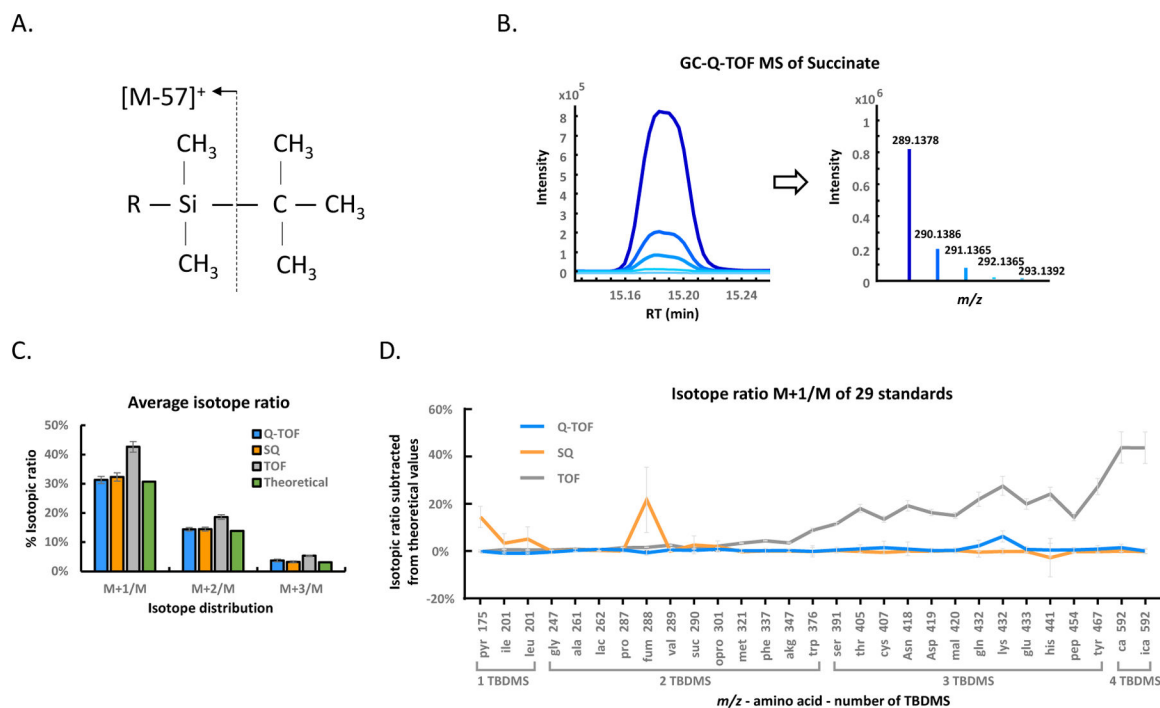 A.
[M-57]+
CH3 CH3
R — Si — C — CH3
CH3 CH3
B.
GC-Q-TOF MS of Succinate
x10^5
8
7
6
5
4
3
2
1
0
Intensity
15.16 15.20 15.24
RT (min)
x10^6
1
0.8
0.6
0.4
0.2
0
Intensity
289.1378
290.1386
291.1365
292.1365
293.1392
m/z
C.
Average isotope ratio
50%
40%
30%
20%
10%
0%
% Isotopic ratio
Q-TOF
SQ
TOF
Theoretical
M+1/M M+2/M M+3/M
Isotope distribution
D.
Isotope ratio M+1/M of 29 standards
60%
40%
20%
0%
-20%
Isotopic ratio subtracted
from theoretical values
Q-TOF
SQ
TOF
pyr 175
ile 201
leu 201
gly 247
ala 261
lac 262
pro 287
fum 288
val 289
suc 290
opro 301
met 321
phe 337
akg 347
trp 376
ser 391
thr 405
cys 407
Asn 418
Asp 419
mal 420
gln 432
lys 432
glu 433
his 441
pep 454
tyr 467
ca 592
ica 592
1 TBDMS 2 TBDMS 3 TBDMS 4 TBDMS
m/z - amino acid - number of TBDMS